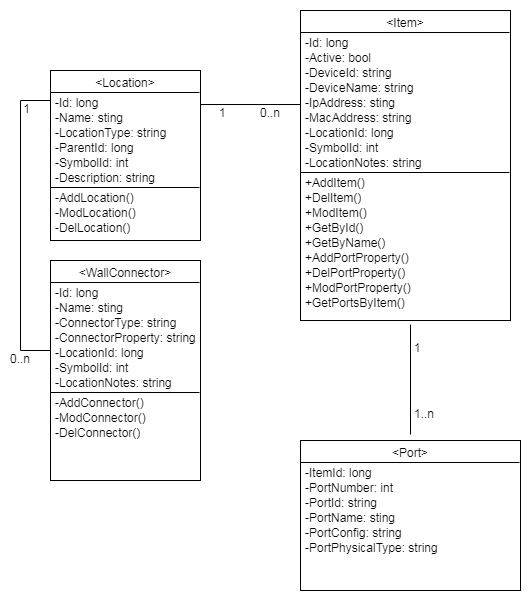 <Item>
-Id: long
-Active: bool
-DeviceId: string
-DeviceName: string
-IpAddress: sting
-MacAddress: string
-LocationId: long
-SymbolId: int
-LocationNotes: string
+AddItem()
+DelItem()
+ModItem()
+GetById()
+GetByName()
+AddPortProperty()
+DelPortProperty()
+ModPortProperty()
+GetPortsByItem()
<Location>
-Id: long
-Name: sting
-LocationType: string
-ParentId: long
-SymbolId: int
-Description: string
-AddLocation()
-ModLocation()
-DelLocation()
1
1
0..n
<WallConnector>
-Id: long
-Name: sting
-ConnectorType: string
-ConnectorProperty: string
-LocationId: long
-SymbolId: int
-LocationNotes: string
-AddConnector()
-ModConnector()
-DelConnector()
0..n
1
1..n
<Port>
-ItemId: long
-PortNumber: int
-PortId: string
-PortName: sting
-PortConfig: string
-PortPhysicalType: string